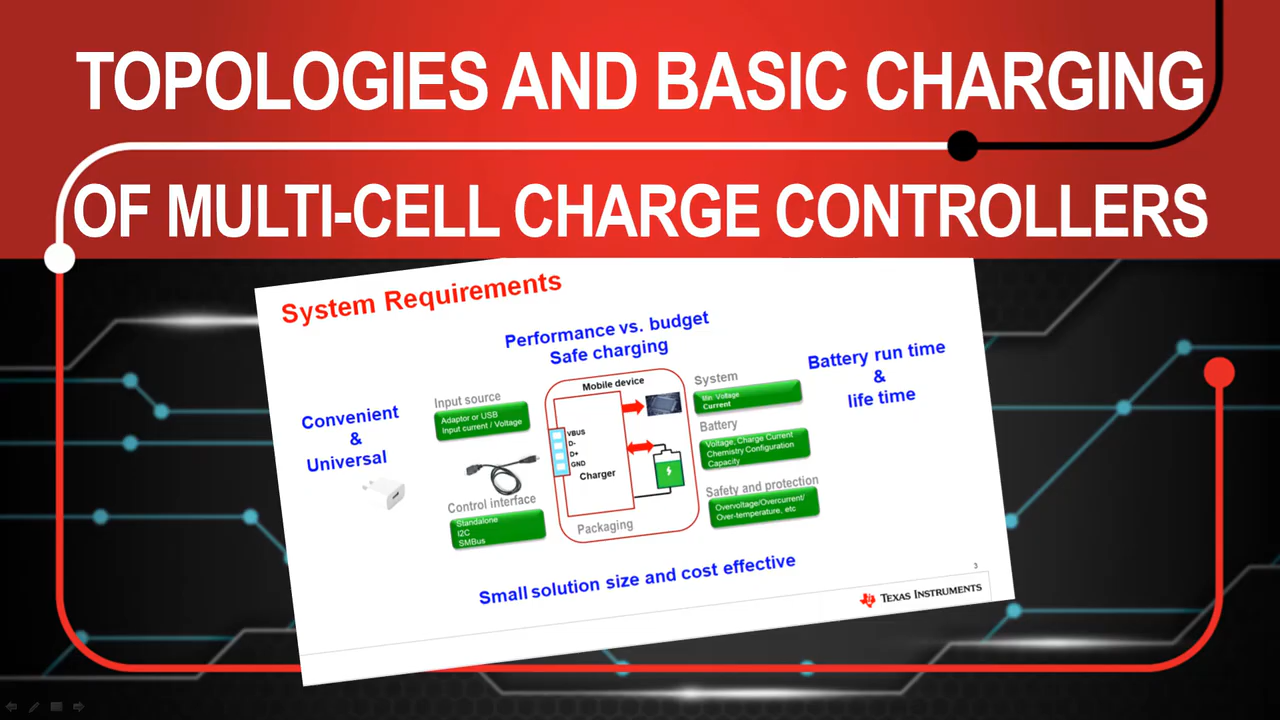 TOPOLOGIES AND BASIC CHARGING
OF MULTI-CELL CHARGE CONTROLLERS
System Requirements
Performance vs. budget
Safe charging
Convenient
&
Universal
Input source
Adaptor or USB
Input current / Voltage
Control interface
Standalone
I2C
SMBus
Mobile device
VBUS
D-
D+
GND
Charger
Packaging
System
Min. Voltage
Current
Battery
Voltage, Charge Current
Chemistry Configuration
Capacity
Safety and protection
Overvoltage/Overcurrent/
Over-temperature, etc
Battery run time
&
life time
Small solution size and cost effective
3
TEXAS INSTRUMENTS